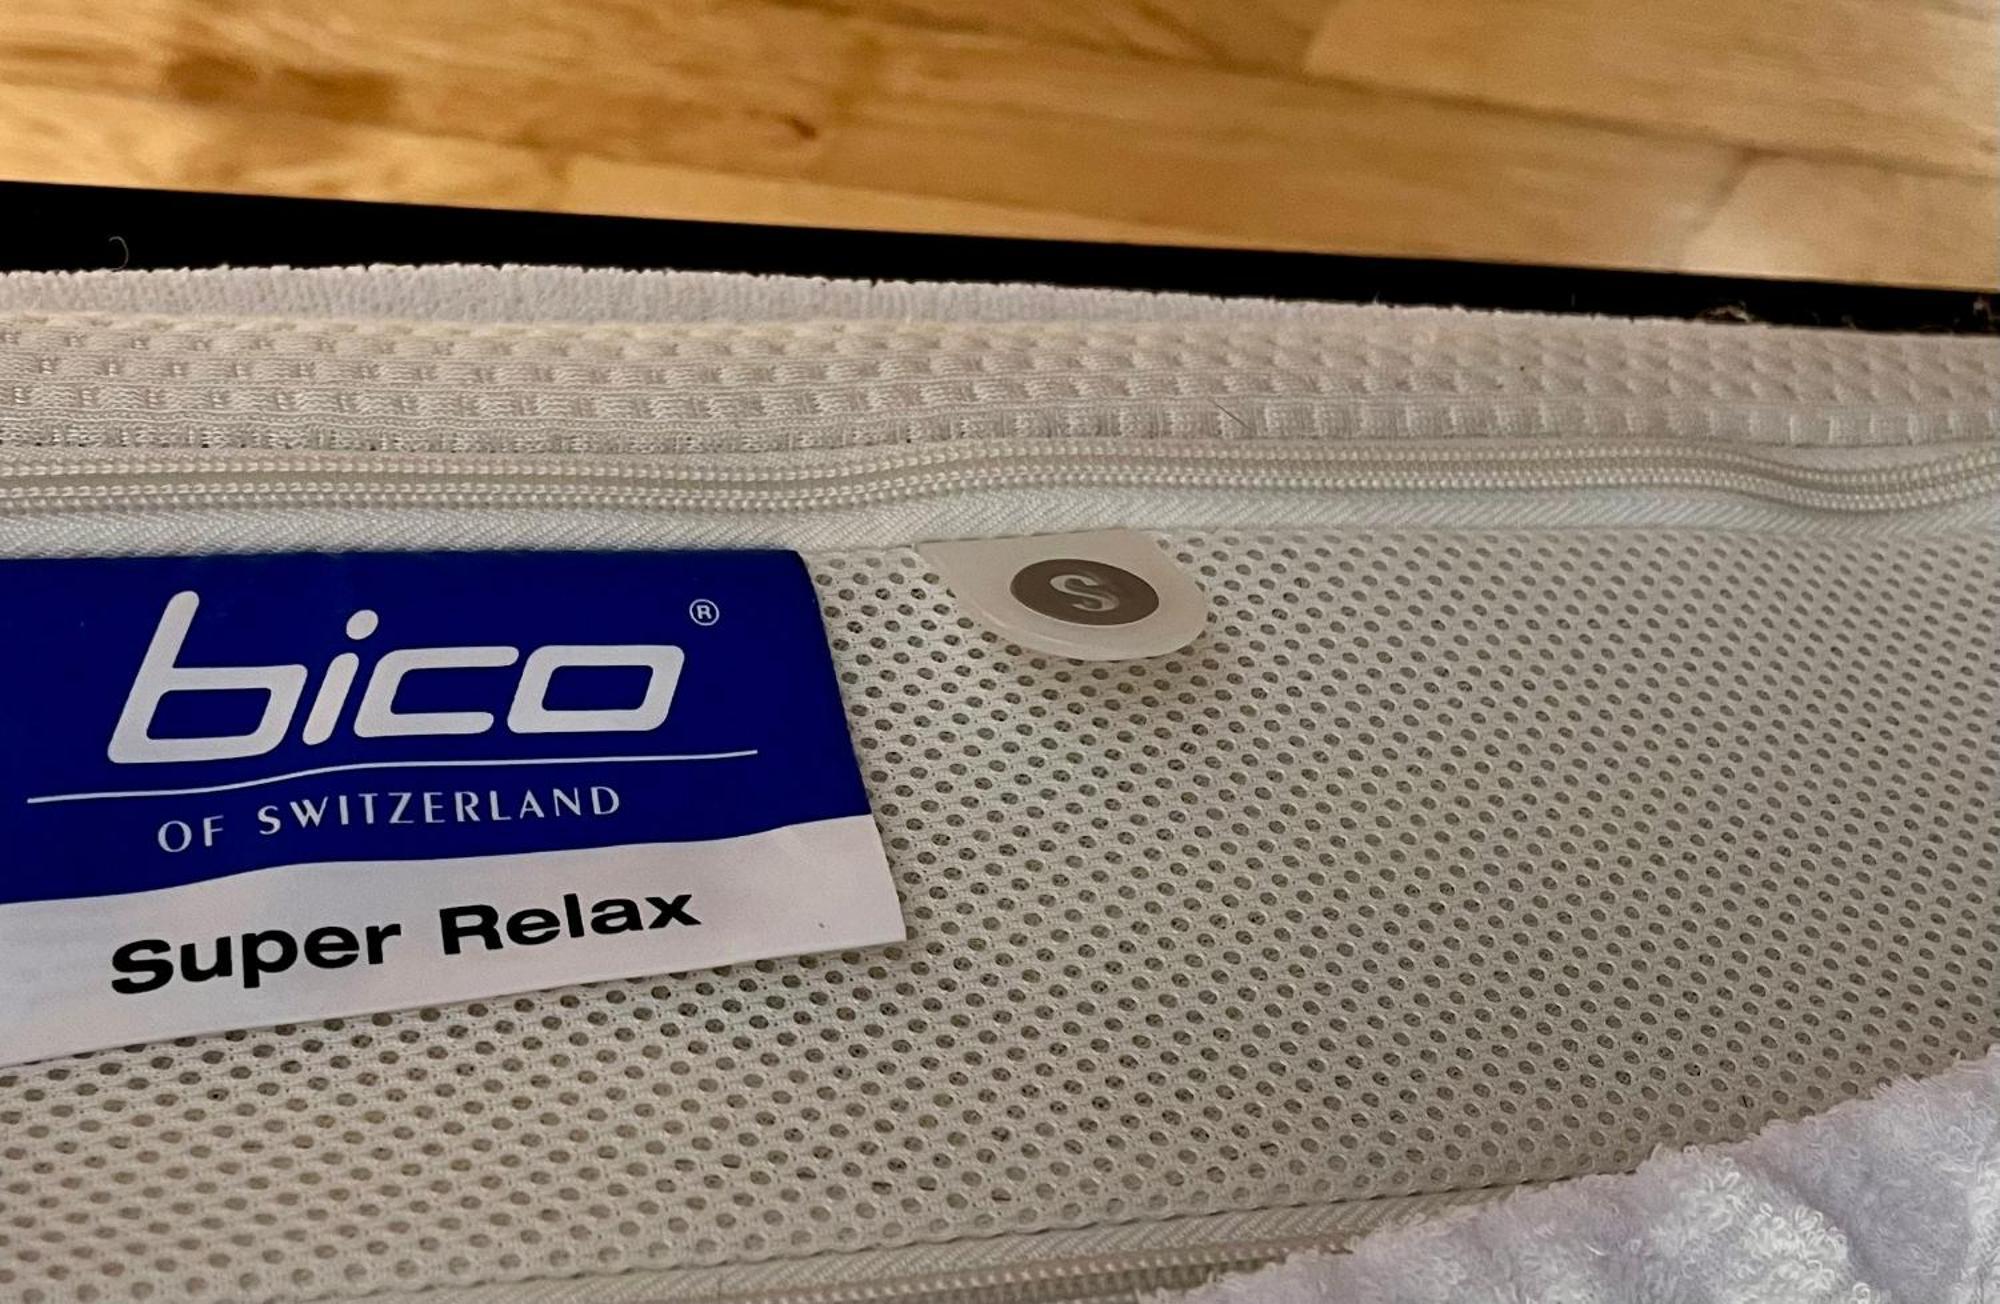 bico®
OF SWITZERLAND
Super Relax
S